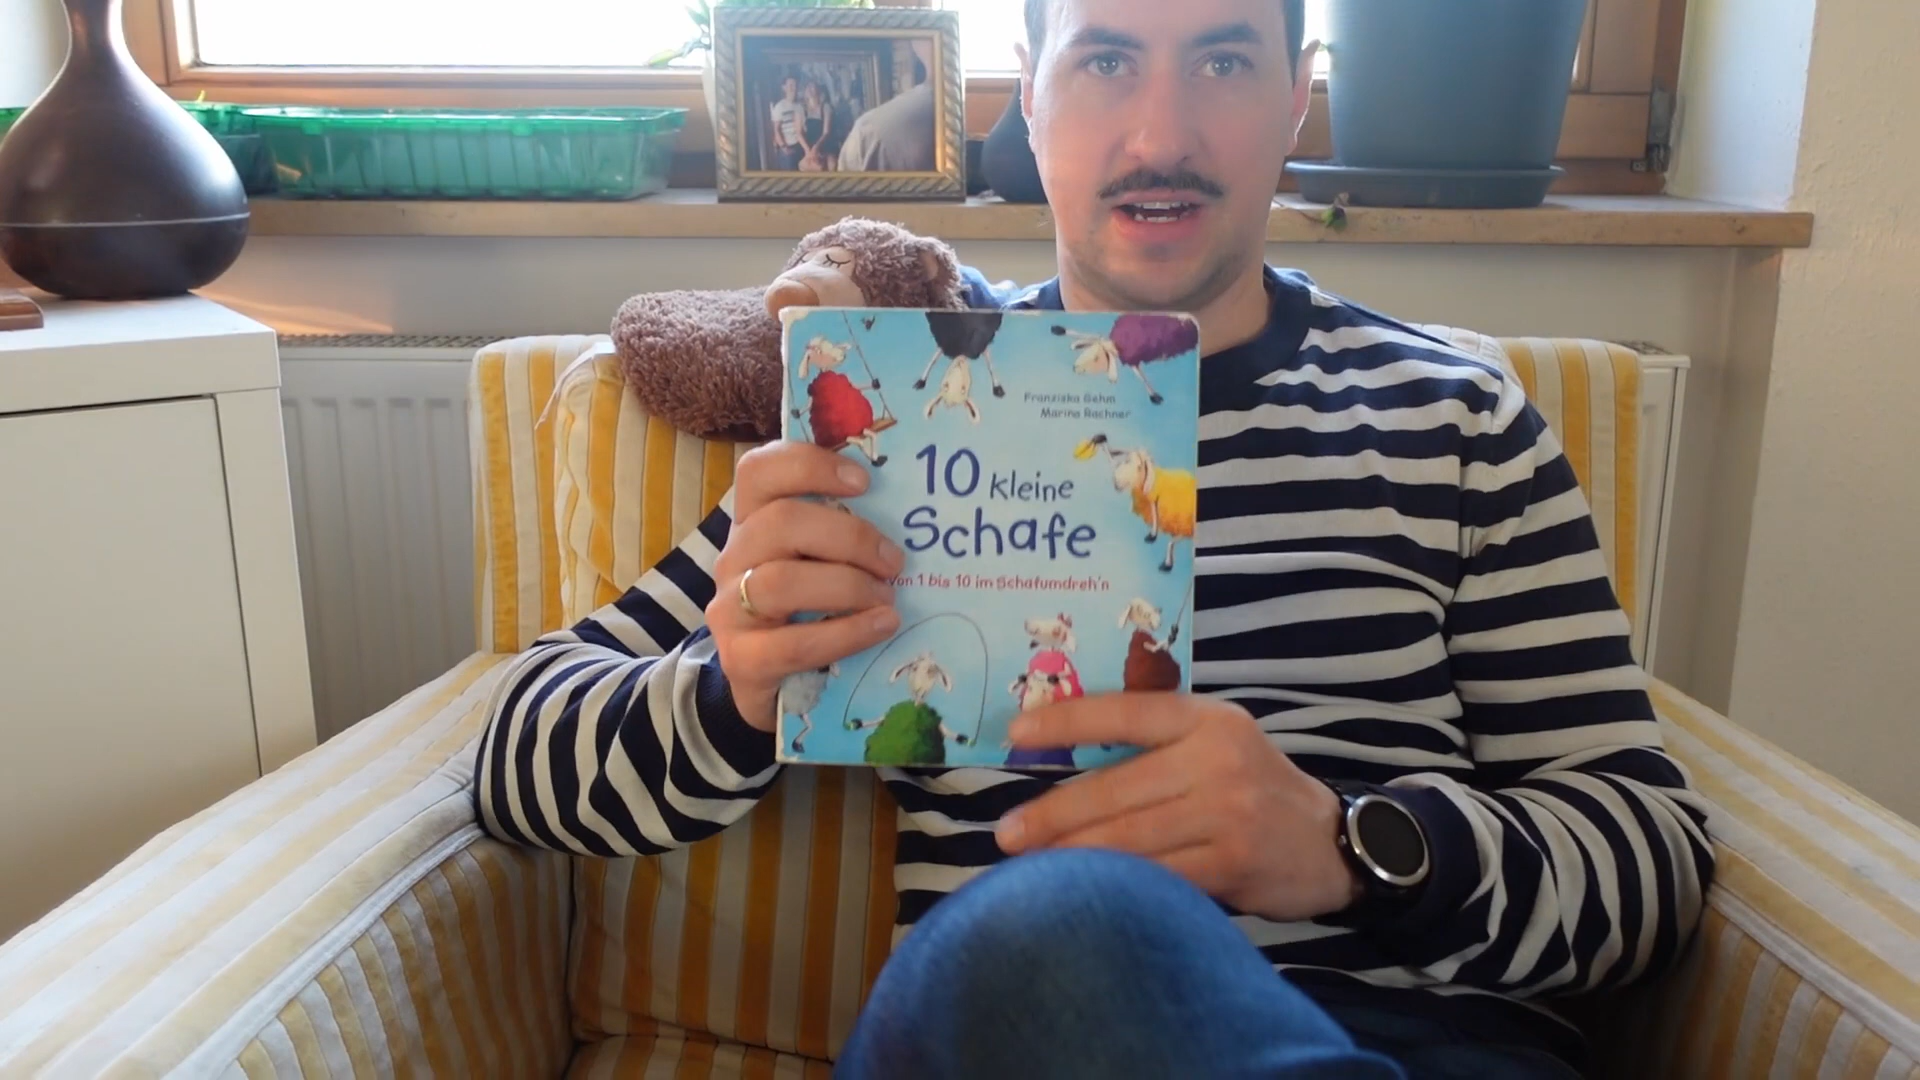 Franziska Gehm
Marina Rachner
10 kleine
Schafe
Von 1 bis 10 im Schafumdreh'n